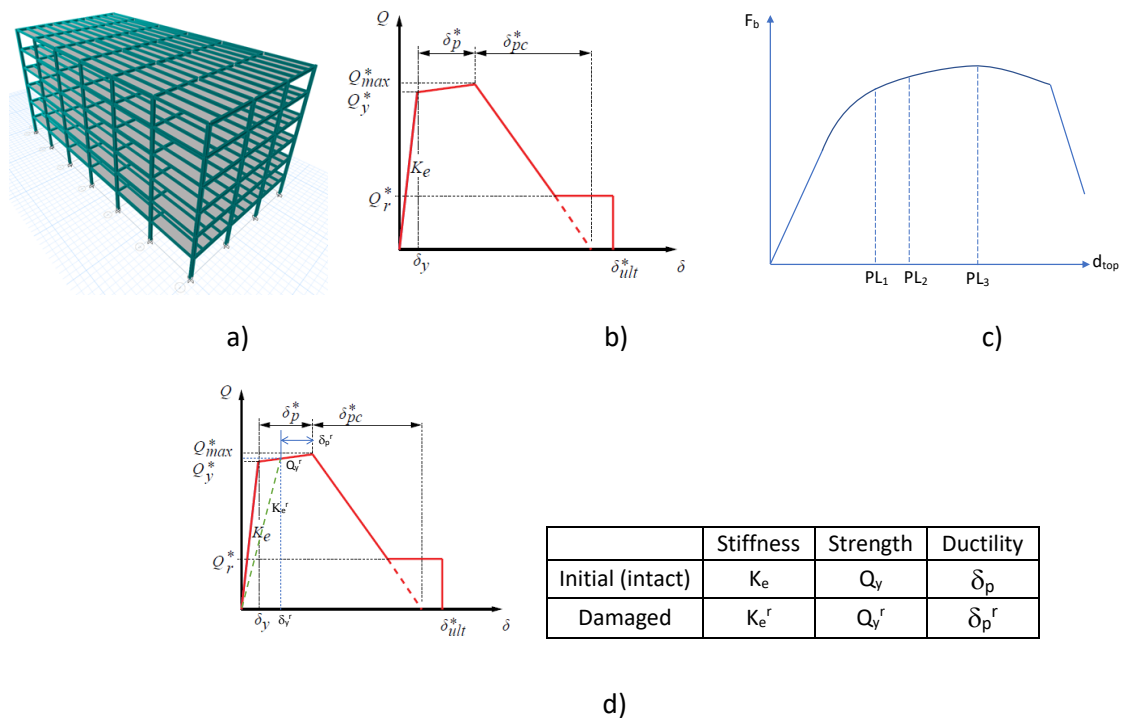 a)
Q
δ*p
δ*pc
Q*max
Q*y
Ke
Q*r
δy
δ*ult
δ
b)
Fb
PL1
PL2
PL3
dtop
c)
Q
δ*p
δ*pc
δpr
Q*max
Q*y
Qyr
Ker
Ke
Q*r
δy
δyr
δ*ult
δ
Stiffness Strength Ductility
Initial (intact) Ke Qy δp
Damaged Ker Qyr δpr
d)